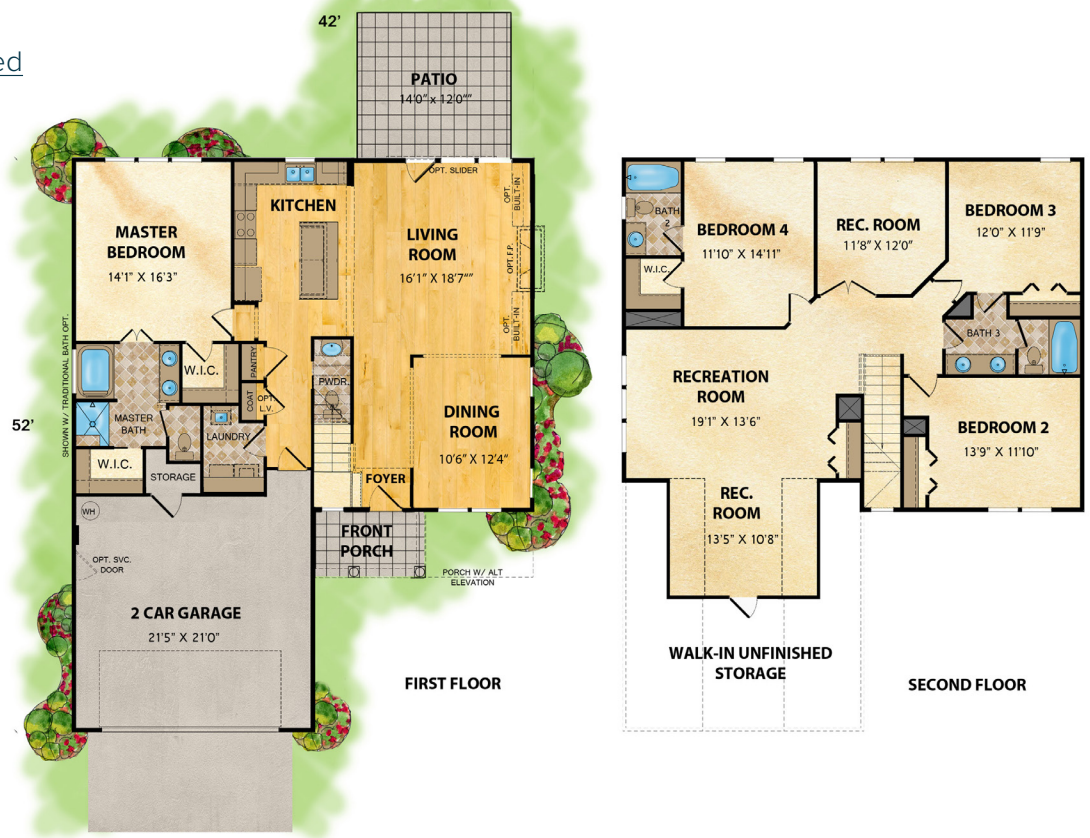 ed
42'
PATIO
14'0" x 12'0""
OPT. SLIDER
KITCHEN
OPT.
BUILT-IN
MASTER
BEDROOM
14'1" X 16'3"
LIVING
ROOM
16'1" X 18'7""
OPT. F.P.
OPT.
BUILT-IN
SHOWN W/ TRADITIONAL BATH OPT.
W.I.C.
PANTRY
COAT
OPT.
L.V.
PWDR.
MASTER
BATH
LAUNDRY
DINING
ROOM
10'6" X 12'4"
52'
W.I.C.
STORAGE
FOYER
WH
FRONT
PORCH
OPT. SVC.
DOOR
PORCH W/ ALT
ELEVATION
2 CAR GARAGE
21'5" X 21'0"
FIRST FLOOR
BATH
2
W.I.C.
BEDROOM 4
11'10" X 14'11"
REC. ROOM
11'8" X 12'0"
BEDROOM 3
12'0" X 11'9"
BATH 3
RECREATION
ROOM
19'1" X 13'6"
BEDROOM 2
13'9" X 11'10"
REC.
ROOM
13'5" X 10'8"
WALK-IN UNFINISHED
STORAGE
SECOND FLOOR